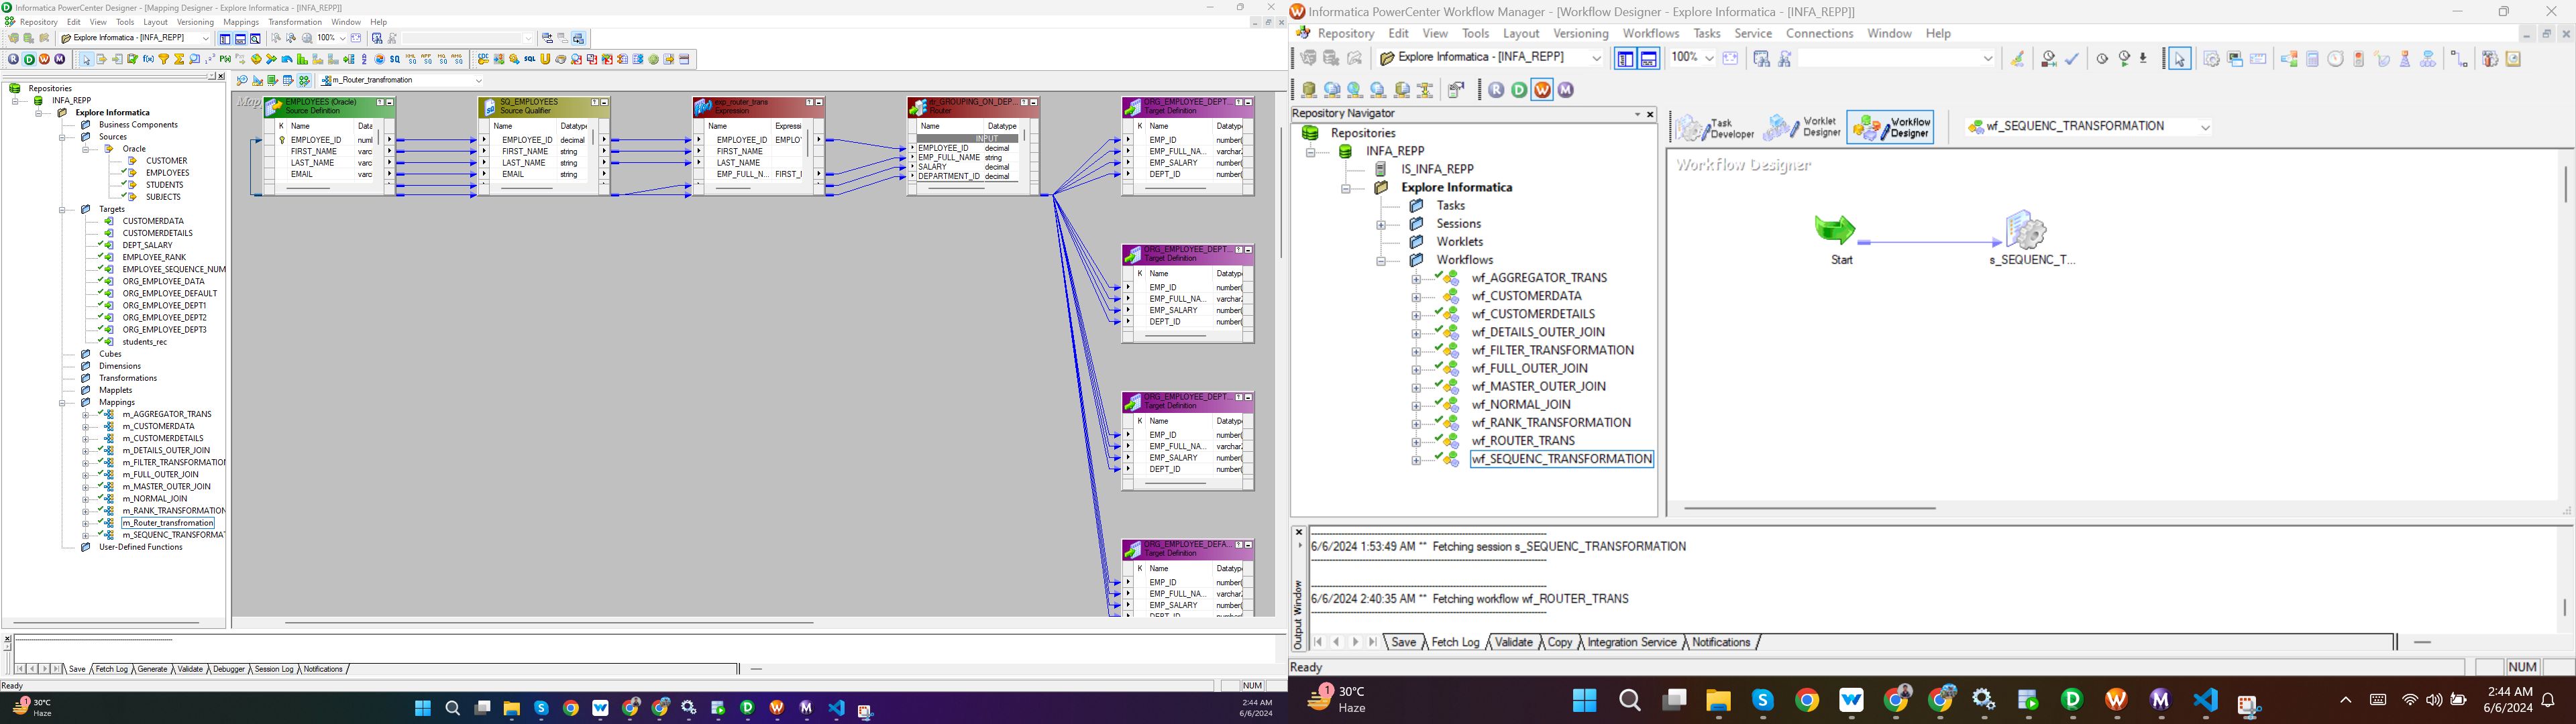 Informatica PowerCenter Designer - [Mapping Designer - Explore Informatica - [INFA_REPP]]
Repository Edit View Tools Layout Versioning Mappings Transformation Window Help
Explore Informatica - [INFA_REPP]
100%
m_Router_transfromation
Repositories
INFA_REPP
Explore Informatica
Business Components
Sources
Oracle
CUSTOMER
EMPLOYEES
STUDENTS
SUBJECTS
Targets
CUSTOMERDATA
CUSTOMERDETAILS
DEPT_SALARY
EMPLOYEE_RANK
EMPLOYEE_SEQUENCE_NUM
ORG_EMPLOYEE_DATA
ORG_EMPLOYEE_DEFAULT
ORG_EMPLOYEE_DEPT1
ORG_EMPLOYEE_DEPT2
ORG_EMPLOYEE_DEPT3
students_rec
Cubes
Dimensions
Transformations
Mapplets
Mappings
m_AGGREGATOR_TRANS
m_CUSTOMERDATA
m_CUSTOMERDETAILS
m_DETAILS_OUTER_JOIN
m_FILTER_TRANSFORMATION
m_FULL_OUTER_JOIN
m_MASTER_OUTER_JOIN
m_NORMAL_JOIN
m_RANK_TRANSFORMATION
m_Router_transfromation
m_SEQUENC_TRANSFORMAT
User-Defined Functions
EMPLOYEES (Oracle)
Source Definition
K Name Data
EMPLOYEE_ID numl
FIRST_NAME varc
LAST_NAME varc
EMAIL varc
SQ_EMPLOYEES
Source Qualifier
Name Datatype
EMPLOYEE_ID decimal
FIRST_NAME string
LAST_NAME string
EMAIL string
exp_router_trans
Expression
Name Expressi
EMPLOYEE_ID EMPLO'
FIRST_NAME
LAST_NAME
EMP_FULL_N... FIRST_I
rtr_GROUPING_ON_DEP...
Router
Name Datatype
INPUT
EMPLOYEE_ID decimal
EMP_FULL_NAME string
SALARY decimal
DEPARTMENT_ID decimal
ORG_EMPLOYEE_DEPT...
Target Definition
K Name Datatyp
EMP_ID number(
EMP_FULL_NA... varchar2
EMP_SALARY number(
DEPT_ID number(
ORG_EMPLOYEE_DEPT...
Target Definition
K Name Datatyp
EMP_ID number(
EMP_FULL_NA... varchar2
EMP_SALARY number(
DEPT_ID number(
ORG_EMPLOYEE_DEPT...
Target Definition
K Name Datatyp
EMP_ID number(
EMP_FULL_NA... varchar2
EMP_SALARY number(
DEPT_ID number(
ORG_EMPLOYEE_DEFA...
Target Definition
K Name Datatyp
EMP_ID number(
EMP_FULL_NA... varchar2
EMP_SALARY number(
DEPT_ID number(
Save Fetch Log Generate Validate Debugger Session Log Notifications
Ready
NUM
30°C
Haze
2:44 AM
6/6/2024
Informatica PowerCenter Workflow Manager - [Workflow Designer - Explore Informatica - [INFA_REPP]]
Repository Edit View Tools Layout Versioning Workflows Tasks Service Connections Window Help
Explore Informatica - [INFA_REPP]
100%
Repository Navigator
Repositories
INFA_REPP
IS_INFA_REPP
Explore Informatica
Tasks
Sessions
Worklets
Workflows
wf_AGGREGATOR_TRANS
wf_CUSTOMERDATA
wf_CUSTOMERDETAILS
wf_DETAILS_OUTER_JOIN
wf_FILTER_TRANSFORMATION
wf_FULL_OUTER_JOIN
wf_MASTER_OUTER_JOIN
wf_NORMAL_JOIN
wf_RANK_TRANSFORMATION
wf_ROUTER_TRANS
wf_SEQUENC_TRANSFORMATION
Task Developer
Worklet Designer
Workflow Designer
wf_SEQUENC_TRANSFORMATION
Workflow Designer
Start
s_SEQUENC_T...
Output Window
6/6/2024 1:53:49 AM ** Fetching session s_SEQUENC_TRANSFORMATION
6/6/2024 2:40:35 AM ** Fetching workflow wf_ROUTER_TRANS
Save Fetch Log Validate Copy Integration Service Notifications
Ready
NUM
30°C
Haze
2:44 AM
6/6/2024